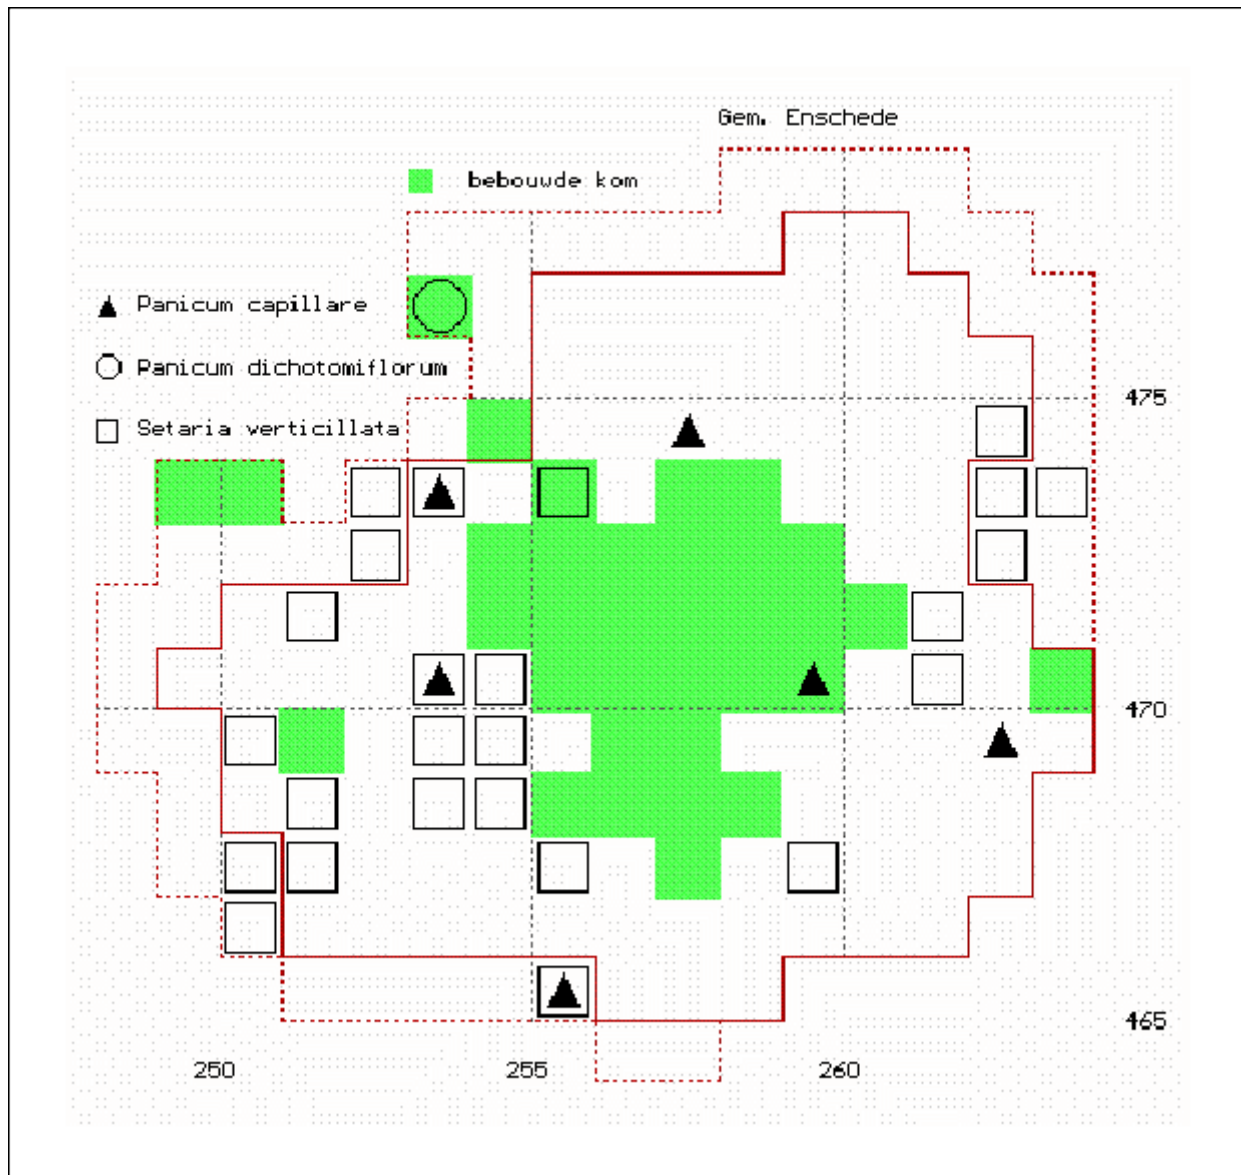 Gem. Enschede
bebouwde kom
Panicum capillare
Panicum dichotomiflorum
Setaria verticillata
475
470
465
250 255 260